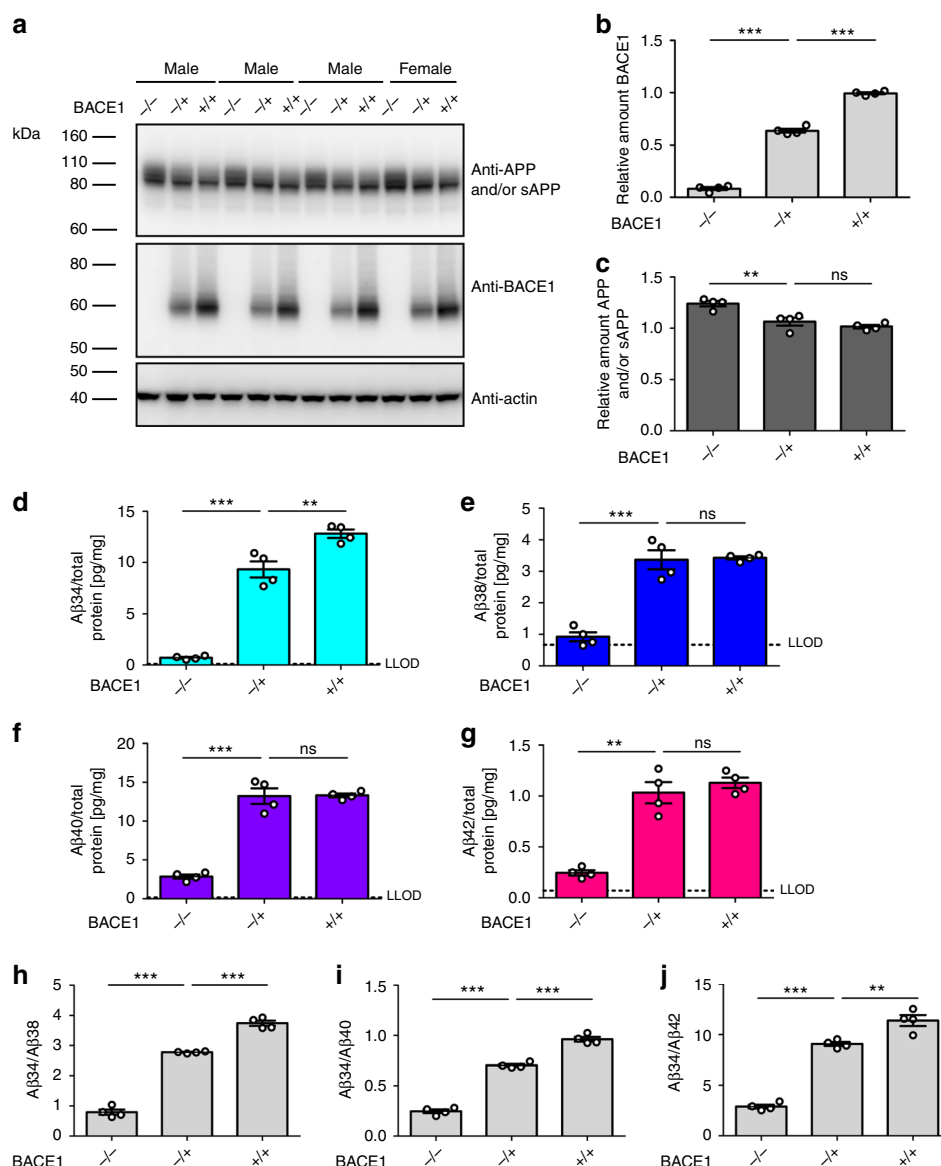 a
Male Male Male Female
BACE1 –/– –/+ +/+ –/– –/+ +/+ –/– –/+ +/+ –/– –/+ +/+
kDa
160
110
80
60
Anti-APP
and/or sAPP
80
60
50
Anti-BACE1
50
40
Anti-actin
b
*** ***
1.5
1.0
0.5
0.0
Relative amount BACE1
BACE1 –/– –/+ +/+
c
** ns
1.5
1.0
0.5
0.0
Relative amount APP
and/or sAPP
BACE1 –/– –/+ +/+
d
*** **
15
10
5
0
Aβ34/total
protein [pg/mg]
LLOD
BACE1 –/– –/+ +/+
e
*** ns
5
4
3
2
1
0
Aβ38/total
protein [pg/mg]
LLOD
BACE1 –/– –/+ +/+
f
*** ns
20
15
10
5
0
Aβ40/total
protein [pg/mg]
LLOD
BACE1 –/– –/+ +/+
g
** ns
1.5
1.0
0.5
0.0
Aβ42/total
protein [pg/mg]
LLOD
BACE1 –/– –/+ +/+
h
*** ***
5
4
3
2
1
0
Aβ34/Aβ38
BACE1 –/– –/+ +/+
i
*** ***
1.5
1.0
0.5
0.0
Aβ34/Aβ40
BACE1 –/– –/+ +/+
j
*** **
15
10
5
0
Aβ34/Aβ42
BACE1 –/– –/+ +/+